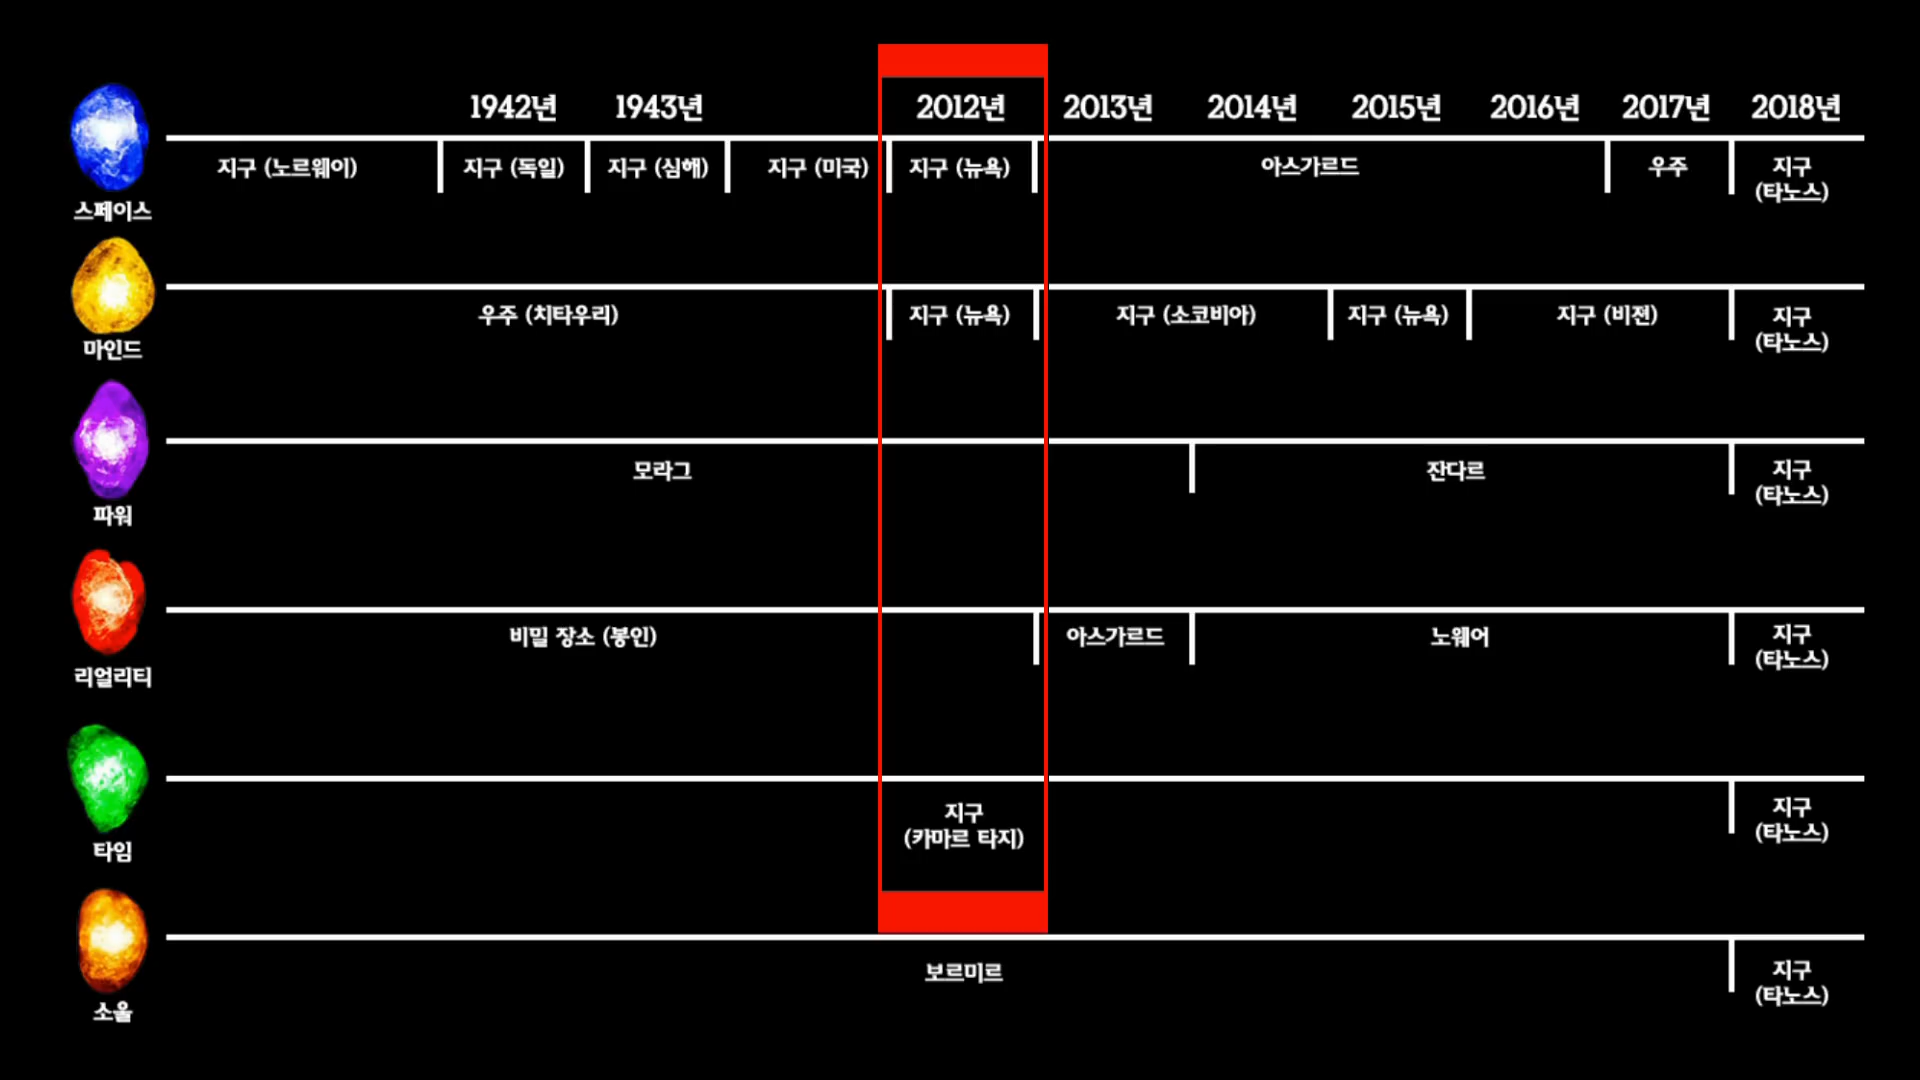 1942년 1943년 2012년 2013년 2014년 2015년 2016년 2017년 2018년
지구 (노르웨이) 지구 (독일) 지구 (심해) 지구 (미국) 지구 (뉴욕) 아스가르드 우주 지구
(타노스)
스페이스
우주 (치타우리) 지구 (뉴욕) 지구 (소코비아) 지구 (뉴욕) 지구 (비젼) 지구
(타노스)
마인드
모라그 잔다르 지구
(타노스)
파워
비밀 장소 (봉인) 아스가르드 노웨어 지구
(타노스)
리얼리티
지구 지구
(카마르 타지) (타노스)
타임
보르미르 지구
(타노스)
소울